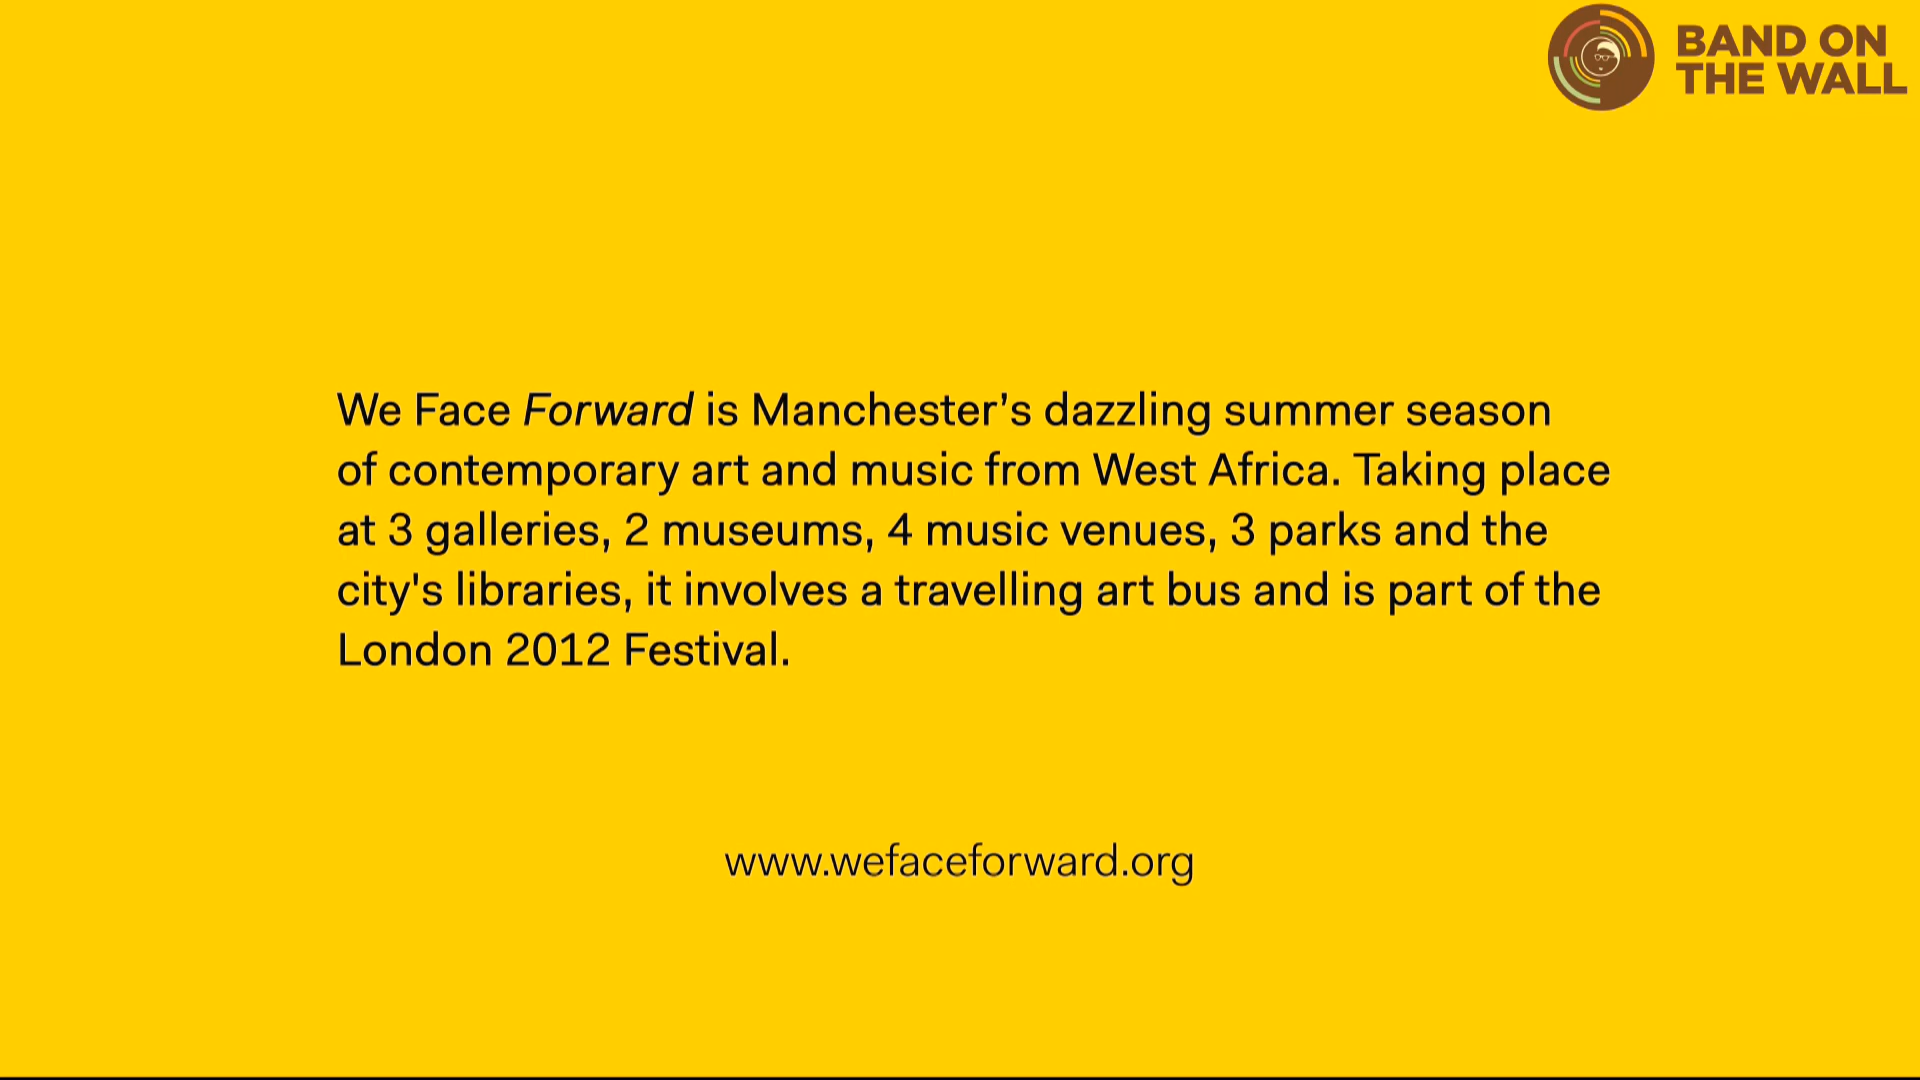 BAND ON
THE WALL
We Face Forward is Manchester’s dazzling summer season
of contemporary art and music from West Africa. Taking place
at 3 galleries, 2 museums, 4 music venues, 3 parks and the
city's libraries, it involves a travelling art bus and is part of the
London 2012 Festival.
www.wefaceforward.org